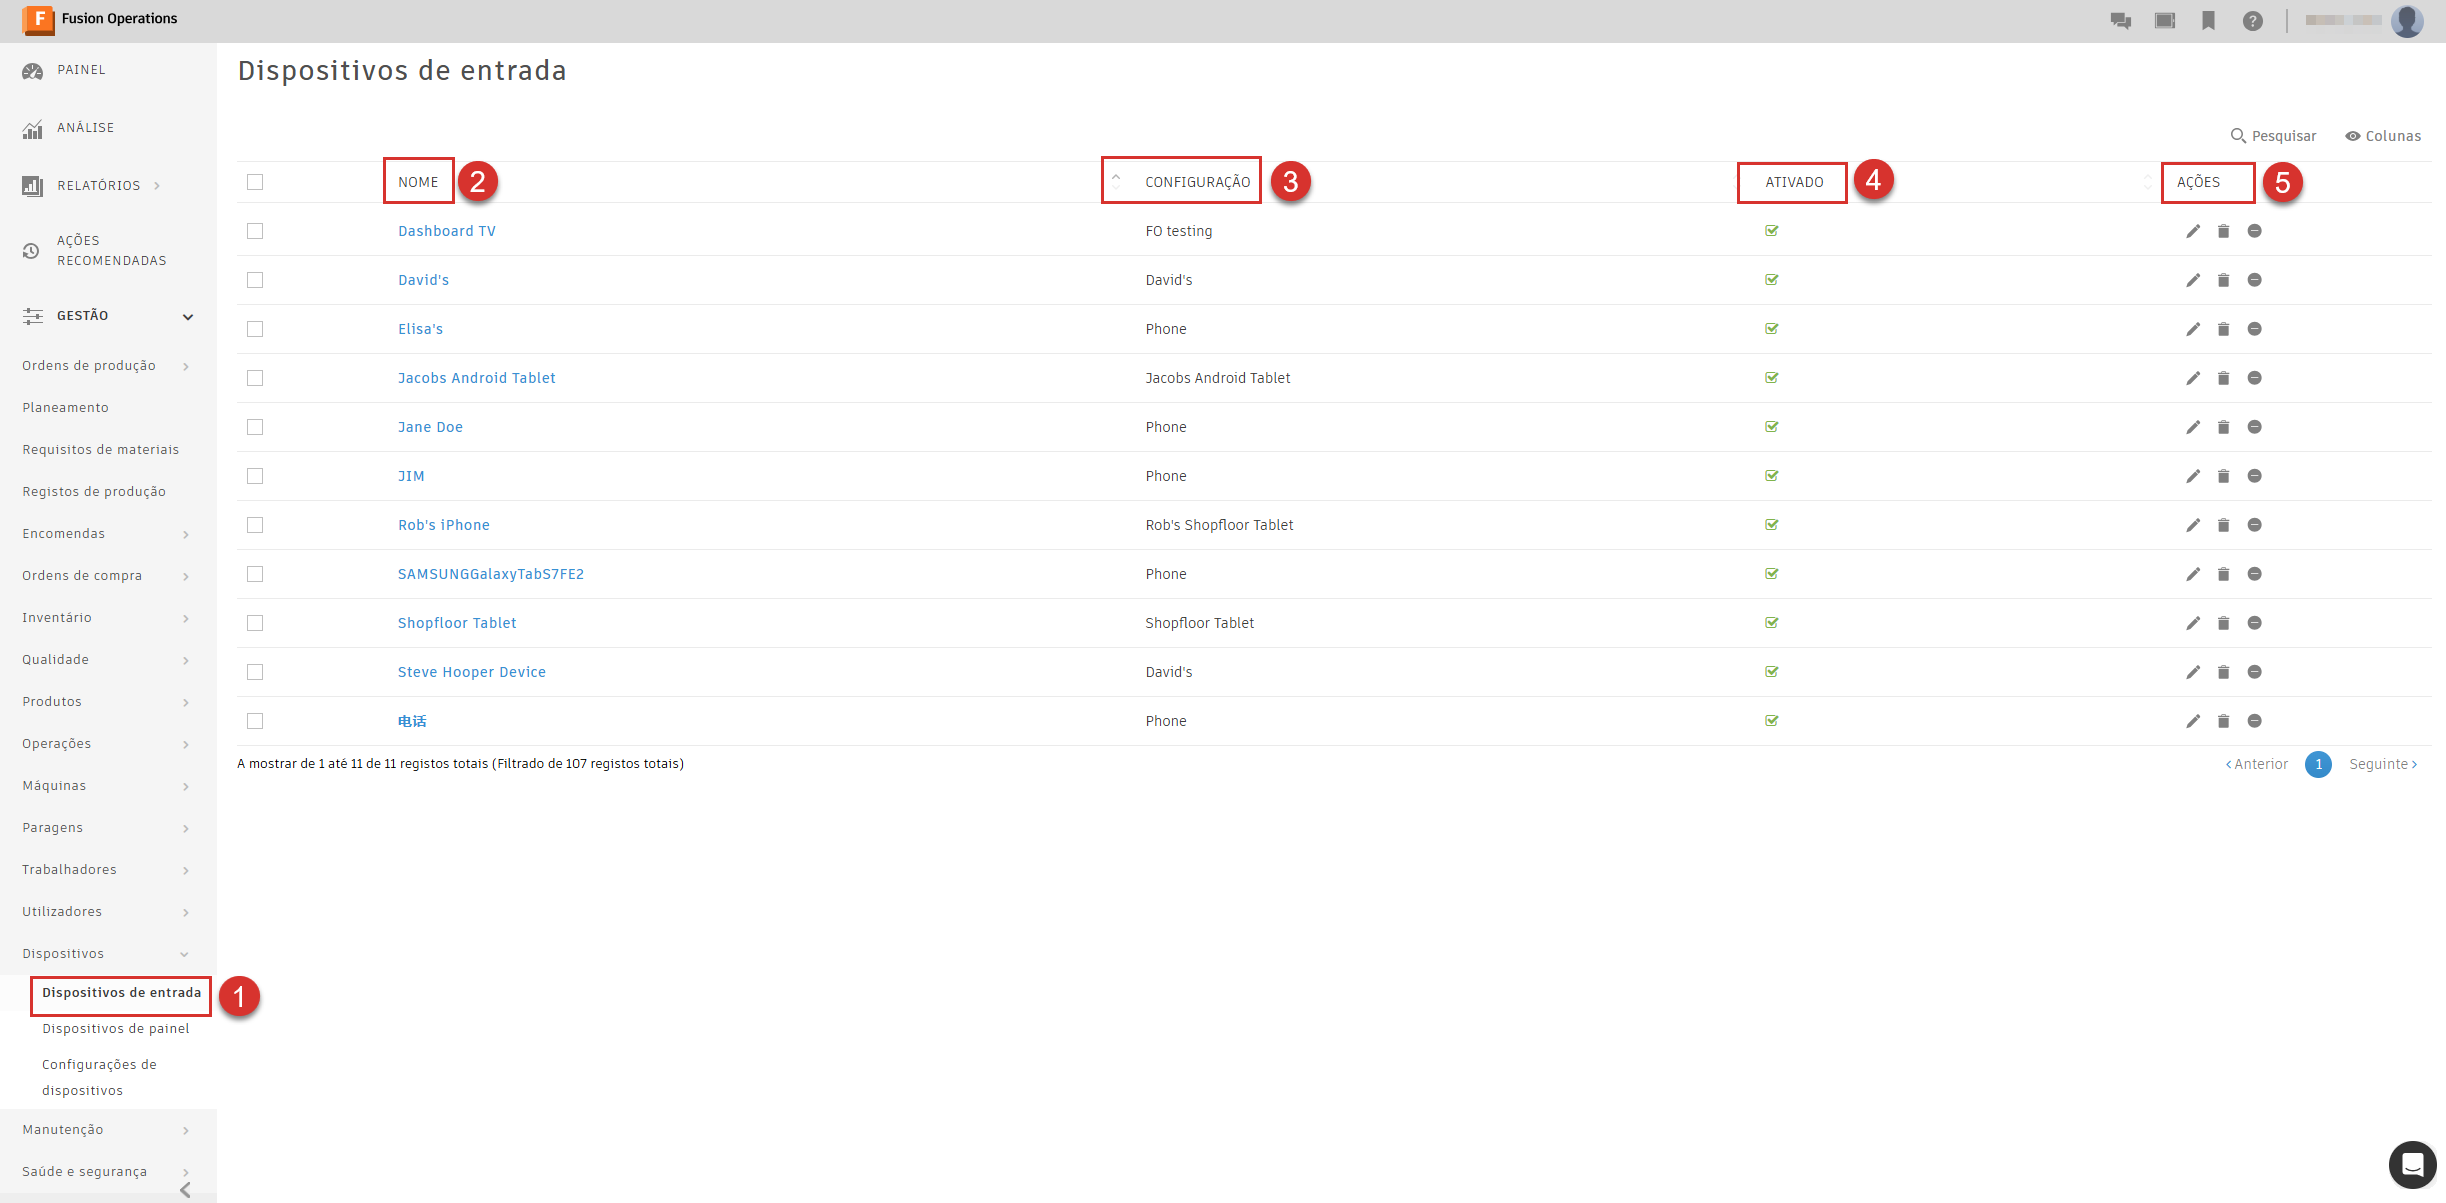 F Fusion Operations
PAINEL
ANÁLISE
RELATÓRIOS
AÇÕES
RECOMENDADAS
GESTÃO
Ordens de produção
Planeamento
Requisitos de materiais
Registos de produção
Encomendas
Ordens de compra
Inventário
Qualidade
Produtos
Operações
Máquinas
Paragens
Trabalhadores
Utilizadores
Dispositivos
Dispositivos de entrada 1
Dispositivos de painel
Configurações de
dispositivos
Manutenção
Saúde e segurança
Dispositivos de entrada
Pesquisar Colunas
NOME 2 CONFIGURAÇÃO 3 ATIVADO 4 AÇÕES 5
Dashboard TV FO testing
David's David's
Elisa's Phone
Jacobs Android Tablet Jacobs Android Tablet
Jane Doe Phone
JIM Phone
Rob's iPhone Rob's Shopfloor Tablet
SAMSUNGGalaxyTabS7FE2 Phone
Shopfloor Tablet Shopfloor Tablet
Steve Hooper Device David's
电话 Phone
A mostrar de 1 até 11 de 11 registos totais (Filtrado de 107 registos totais)
‹ Anterior 1 Seguinte ›